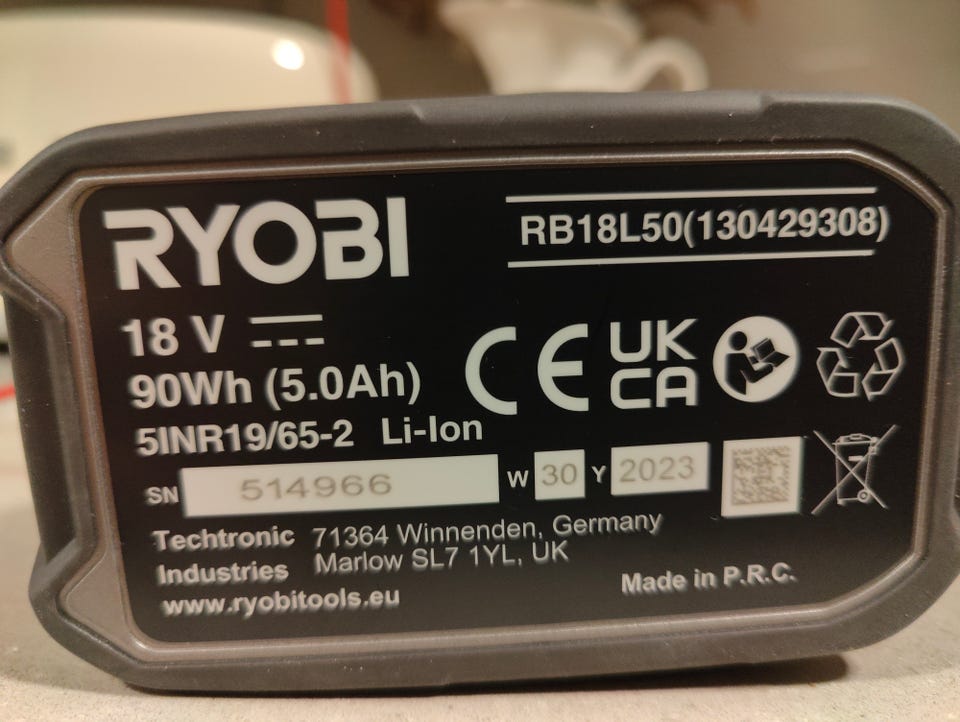 RYOBI
RB18L50(130429308)
18 V
90Wh (5.0Ah)
5INR19/65-2 Li-Ion
CE
UK
CA
SN 514966 W 30 Y 2023
Techtronic 71364 Winnenden, Germany
Industries Marlow SL7 1YL, UK
www.ryobitools.eu
Made in P.R.C.